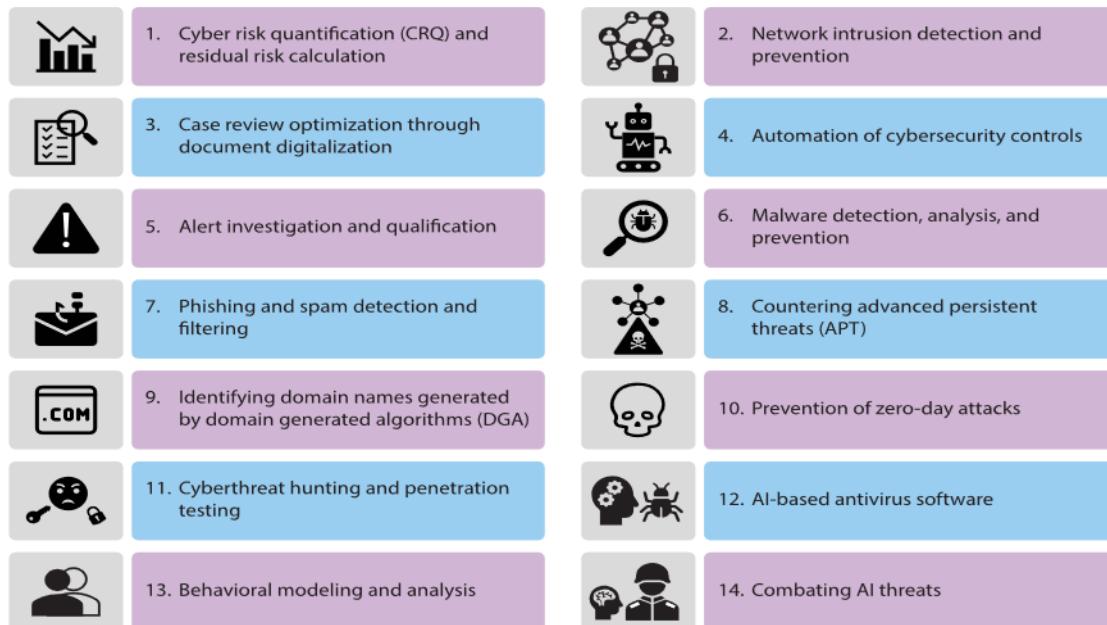 1. Cyber risk quantification (CRQ) and
residual risk calculation
2. Network intrusion detection and
prevention
3. Case review optimization through
document digitalization
4. Automation of cybersecurity controls
5. Alert investigation and qualification
6. Malware detection, analysis, and
prevention
7. Phishing and spam detection and
filtering
8. Countering advanced persistent
threats (APT)
.COM
9. Identifying domain names generated
by domain generated algorithms (DGA)
10. Prevention of zero-day attacks
11. Cyberthreat hunting and penetration
testing
12. AI-based antivirus software
13. Behavioral modeling and analysis
14. Combating AI threats